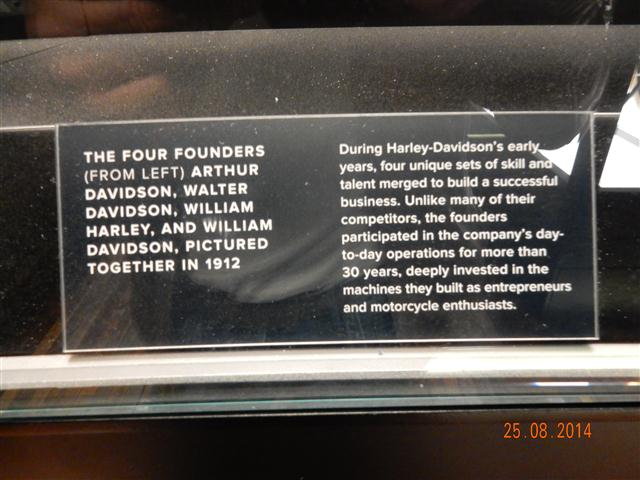 THE FOUR FOUNDERS
(FROM LEFT) ARTHUR
DAVIDSON, WALTER
DAVIDSON, WILLIAM
HARLEY, AND WILLIAM
DAVIDSON, PICTURED
TOGETHER IN 1912
During Harley-Davidson's early
years, four unique sets of skill and
talent merged to build a successful
business. Unlike many of their
competitors, the founders
participated in the company's day-
to-day operations for more than
30 years, deeply invested in the
machines they built as entrepreneurs
and motorcycle enthusiasts.
25.08.2014